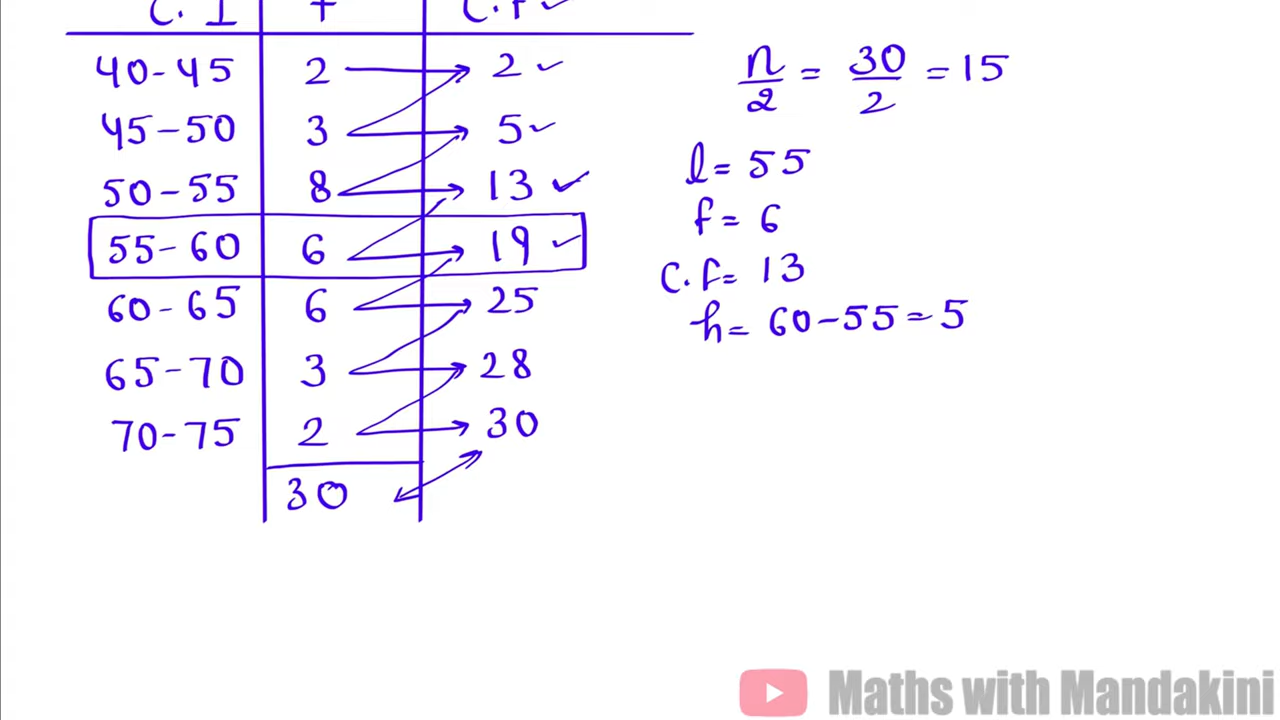 C. I f C.f
40-45 2 2
45-50 3 5
50-55 8 13
55-60 6 19
60-65 6 25
65-70 3 28
70-75 2 30
30
n/2 = 30/2 = 15
l = 55
f = 6
C.f = 13
h = 60-55 = 5
Maths with Mandakini